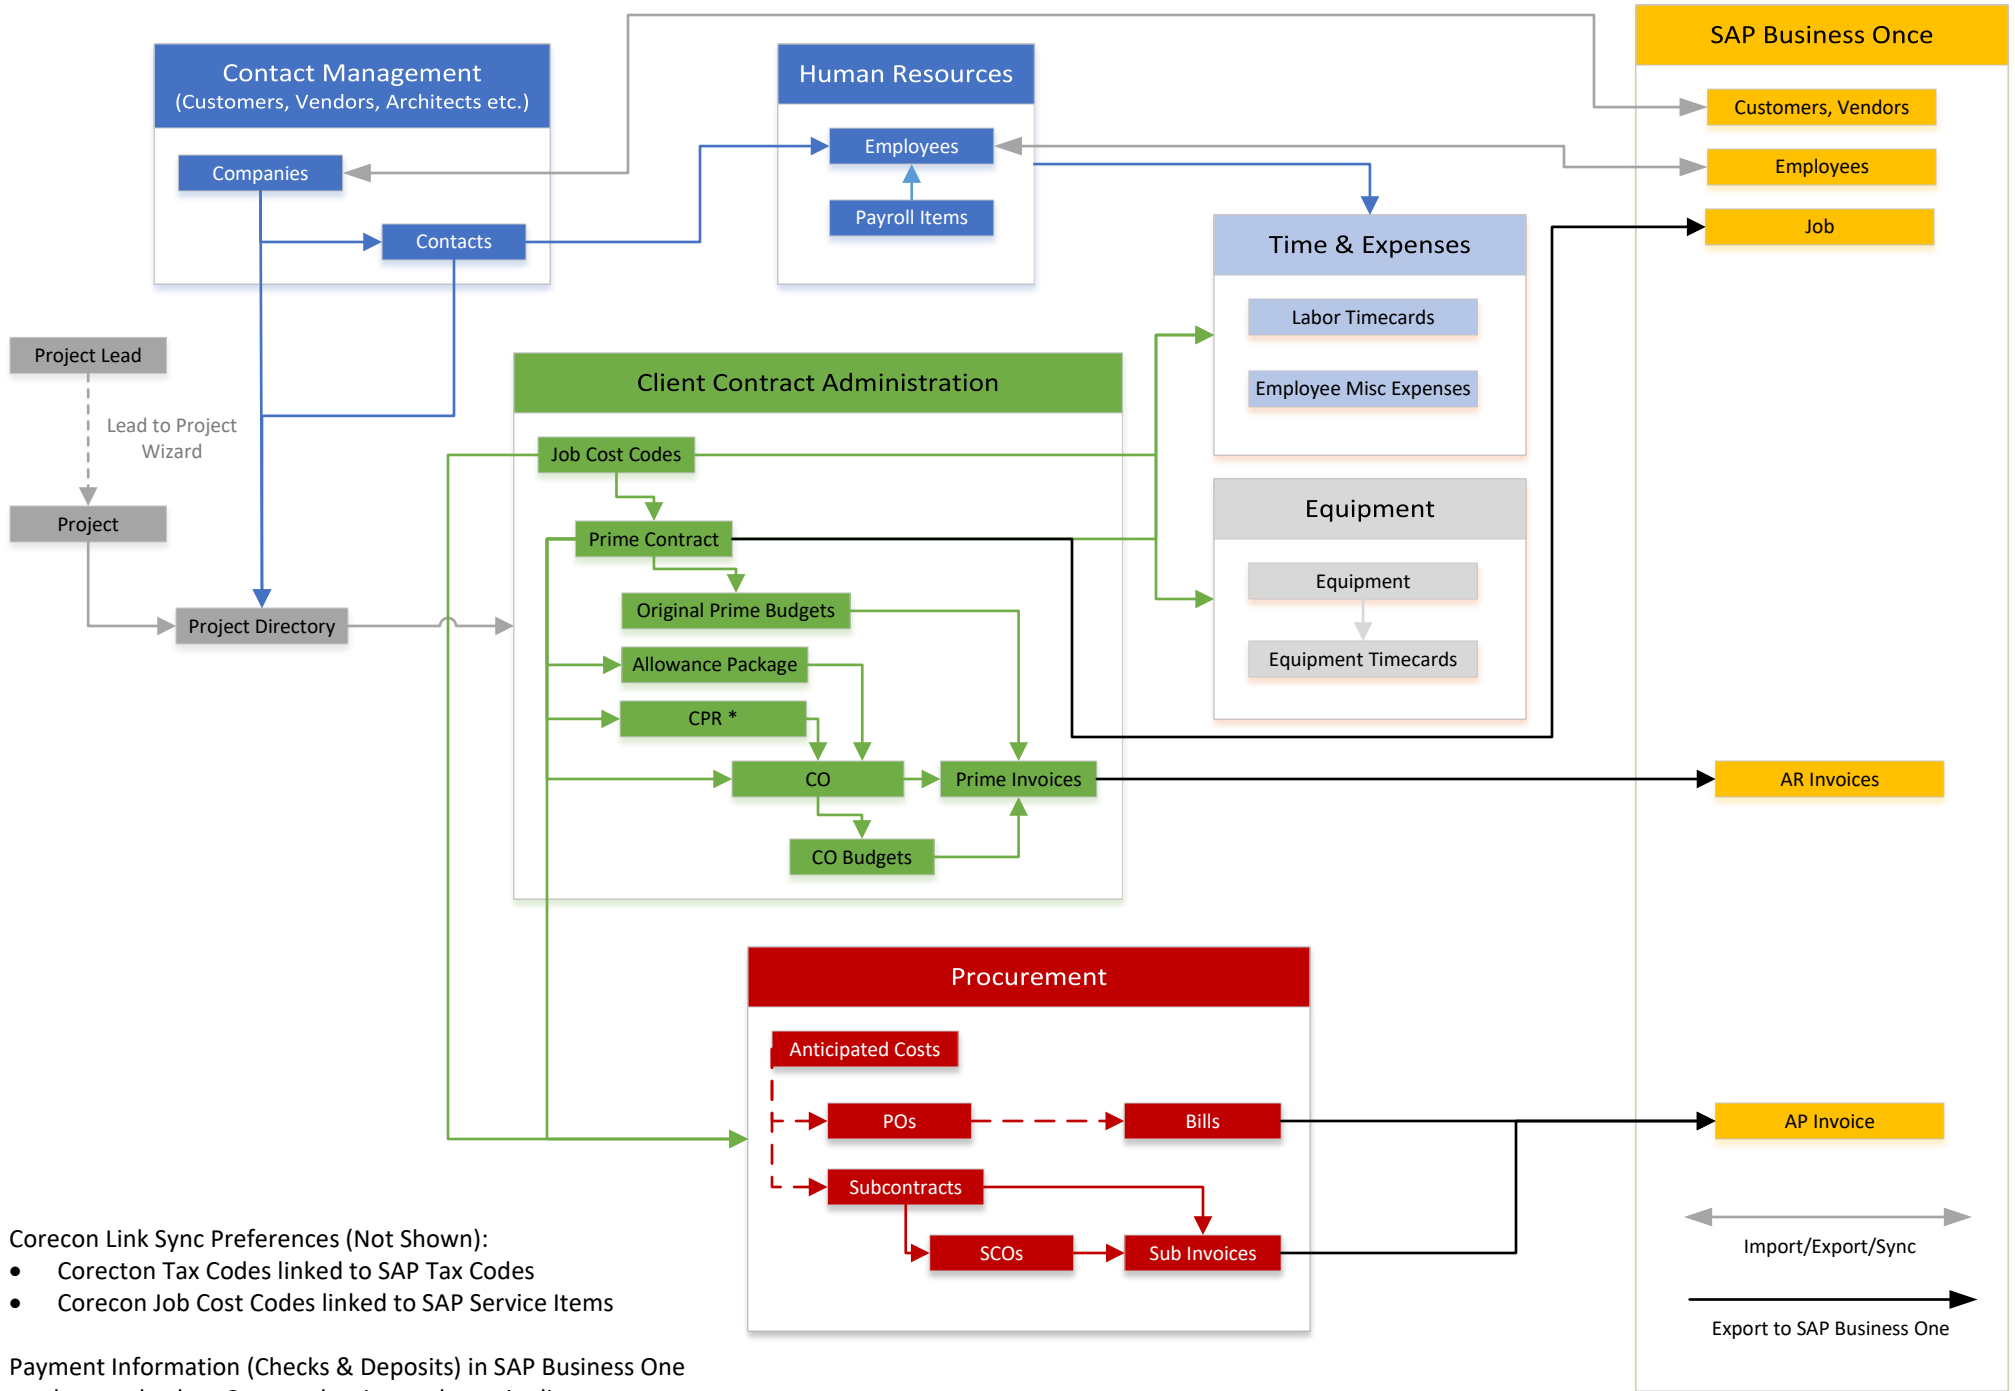 SAP Business Once
Contact Management
(Customers, Vendors, Architects etc.)
Human Resources
Customers, Vendors
Employees
Companies
Employees
Payroll Items
Job
Contacts
Time & Expenses
Labor Timecards
Project Lead
Client Contract Administration
Employee Misc Expenses
Lead to Project
Wizard
Job Cost Codes
Project
Equipment
Prime Contract
Equipment
Original Prime Budgets
Project Directory
Allowance Package
Equipment Timecards
CPR *
CO
Prime Invoices
AR Invoices
CO Budgets
Procurement
Anticipated Costs
POs
Bills
AP Invoice
Subcontracts
SCOs
Sub Invoices
Import/Export/Sync
Export to SAP Business One
Corecon Link Sync Preferences (Not Shown):
• Corecton Tax Codes linked to SAP Tax Codes
• Corecon Job Cost Codes linked to SAP Service Items
Payment Information (Checks & Deposits) in SAP Business One